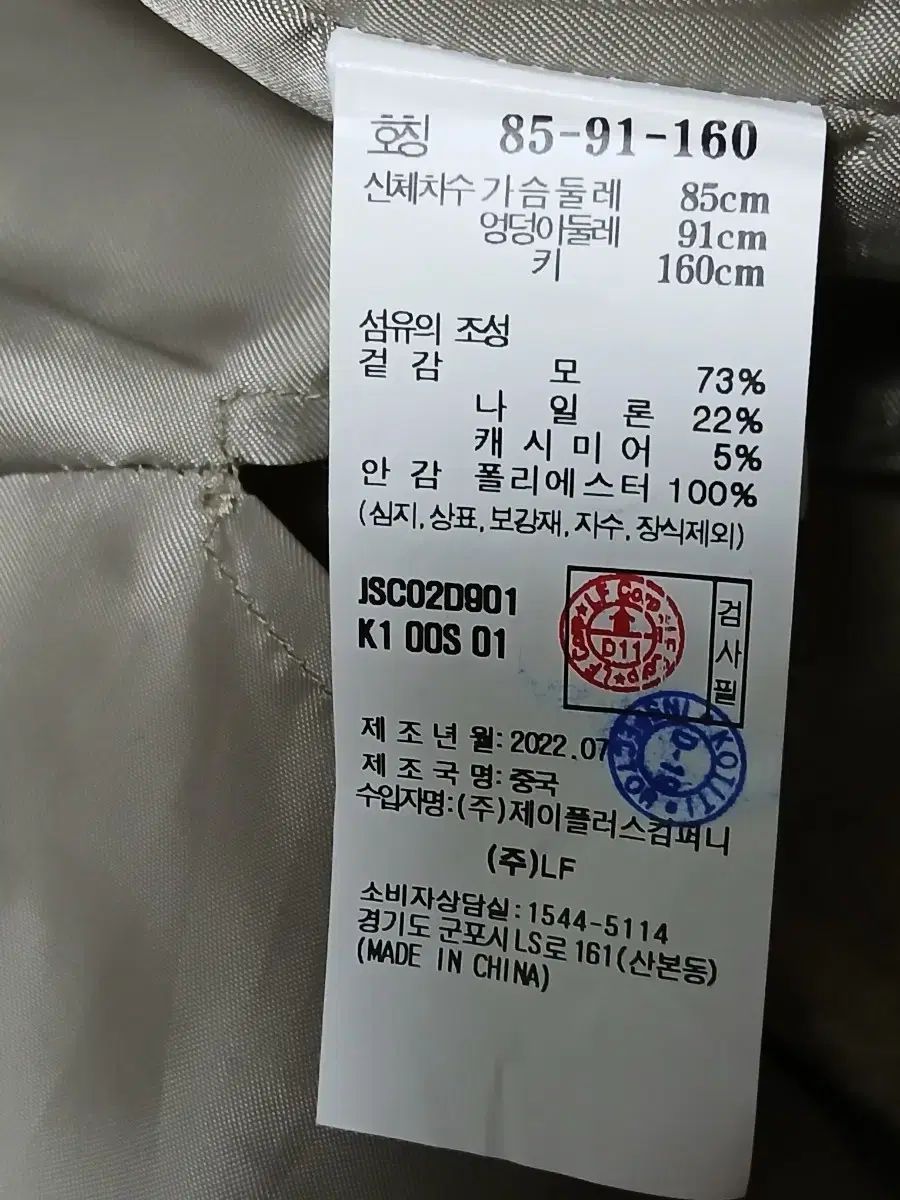 호칭 85-91-160
신체치수 가슴둘레 85cm
엉덩이둘레 91cm
키 160cm
섬유의 조성
겉감 모 73%
나일론 22%
캐시미어 5%
안감 폴리에스터 100%
(심지, 상표, 보강재, 자수, 장식제외)
JSC02D901
K1 00S 01
검사필
D11
제조년월: 2022.07
제조국명: 중국
수입자명: (주)제이플러스컴퍼니
(주)LF
소비자상담실: 1544-5114
경기도 군포시 LS로 161(산본동)
(MADE IN CHINA)